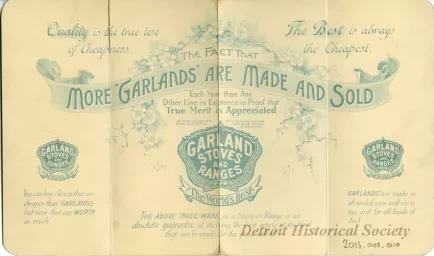 Quality is the true test
of Cheapness.
The Best is always
the Cheapest.
THE FACT THAT
MORE "GARLANDS" ARE MADE AND SOLD
Each Year than Any
Other Line in Existence is Proof that
True Merit is Appreciated
GARLAND
STOVES
AND
RANGES
The World's Best
GARLAND
STOVES
AND
RANGES
GARLAND
STOVES
AND
RANGES
You can buy Stoves that are
cheaper than "GARLANDS"
but none that are WORTH
as much
THE ABOVE TRADE-MARK on a Stove or Range is an
absolute guarantee of
that can be made
"GARLANDS" are made in
all sizes
and for all kinds of
fuel
Detroit Historical Society
2015.003.010